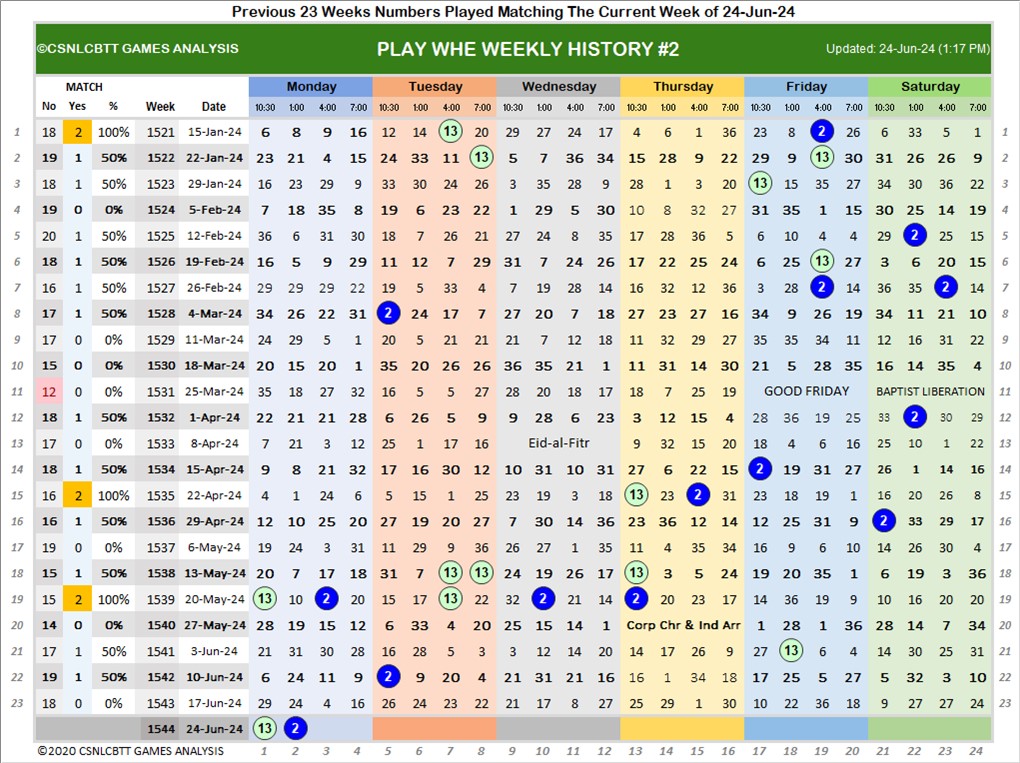 Previous 23 Weeks Numbers Played Matching The Current Week of 24-Jun-24
©CSNLCBTT GAMES ANALYSIS PLAY WHE WEEKLY HISTORY #2 Updated: 24-Jun-24 (1:17 PM)
MATCH Monday Tuesday Wednesday Thursday Friday Saturday
No Yes % Week Date 10:30 1:00 4:00 7:00 10:30 1:00 4:00 7:00 10:30 1:00 4:00 7:00 10:30 1:00 4:00 7:00 10:30 1:00 4:00 7:00 10:30 1:00 4:00 7:00
1 18 2 100% 1521 15-Jan-24 6 8 9 16 12 14 13 20 29 27 24 17 4 6 1 36 23 8 2 26 6 33 5 1 1
2 19 1 50% 1522 22-Jan-24 23 21 4 15 24 33 11 13 5 7 36 34 15 28 9 22 29 9 13 30 31 26 26 9 2
3 18 1 50% 1523 29-Jan-24 16 23 29 9 33 30 24 26 3 35 28 9 28 1 3 20 13 15 35 27 34 30 36 22 3
4 19 0 0% 1524 5-Feb-24 7 18 35 8 19 6 23 22 1 29 5 30 10 8 32 27 31 35 1 15 30 25 14 19 4
5 20 1 50% 1525 12-Feb-24 36 6 31 30 18 7 26 21 27 24 8 35 17 28 36 5 6 10 4 4 29 2 25 15 5
6 18 1 50% 1526 19-Feb-24 16 5 9 29 11 12 7 29 31 7 24 26 17 22 25 24 6 25 13 27 3 6 20 15 6
7 16 1 50% 1527 26-Feb-24 29 29 29 22 19 5 33 4 7 19 28 14 16 32 12 36 3 28 2 14 36 35 2 14 7
8 17 1 50% 1528 4-Mar-24 34 26 22 31 2 24 17 7 27 20 7 18 27 23 27 16 34 9 26 19 34 11 21 10 8
9 17 0 0% 1529 11-Mar-24 24 29 5 1 20 5 21 21 21 7 12 18 11 32 29 27 35 35 34 11 12 16 31 22 9
10 15 0 0% 1530 18-Mar-24 20 15 20 1 35 20 26 26 36 35 21 1 11 31 14 30 21 5 28 35 16 14 35 4 10
11 12 0 0% 1531 25-Mar-24 35 18 27 32 16 5 5 27 28 20 18 17 18 7 25 19 GOOD FRIDAY BAPTIST LIBERATION 11
12 18 1 50% 1532 1-Apr-24 22 21 21 28 6 26 5 9 9 28 6 23 3 12 15 4 28 36 19 25 33 2 30 29 12
13 17 0 0% 1533 8-Apr-24 7 21 3 12 25 1 17 16 Eid-al-Fitr 9 32 15 20 18 4 6 16 25 10 1 22 13
14 18 1 50% 1534 15-Apr-24 9 8 21 32 17 16 30 12 10 31 10 31 27 6 22 15 2 19 31 27 26 1 14 16 14
15 16 2 100% 1535 22-Apr-24 4 1 24 6 5 15 1 25 23 19 3 18 13 23 2 31 23 18 19 1 16 20 26 8 15
16 16 1 50% 1536 29-Apr-24 12 10 25 20 27 19 20 27 7 30 14 36 23 36 12 14 12 25 31 9 2 33 29 17 16
17 19 0 0% 1537 6-May-24 19 24 3 31 11 29 9 36 26 27 1 35 11 4 35 34 16 9 6 10 14 26 30 4 17
18 15 1 50% 1538 13-May-24 20 7 17 18 31 7 13 13 24 19 26 17 13 3 5 24 19 20 35 1 6 19 3 36 18
19 15 2 100% 1539 20-May-24 13 10 2 20 15 17 13 22 32 2 21 14 2 20 23 17 14 36 19 9 10 16 20 20 19
20 14 0 0% 1540 27-May-24 28 19 15 12 6 33 4 20 25 15 14 1 Corp Chr & Ind Arr 1 28 1 36 28 14 7 34 20
21 17 1 50% 1541 3-Jun-24 21 31 30 28 16 28 5 3 3 12 14 20 14 17 26 9 27 13 6 4 14 30 25 31 21
22 19 1 50% 1542 10-Jun-24 6 24 11 9 2 9 20 4 21 31 21 16 16 1 34 18 17 25 5 27 5 32 3 10 22
23 18 0 0% 1543 17-Jun-24 29 24 4 16 26 24 23 22 21 17 8 27 25 29 1 30 10 22 36 18 9 27 27 24 23
1544 24-Jun-24 13 2
©2020 CSNLCBTT GAMES ANALYSIS 1 2 3 4 5 6 7 8 9 10 11 12 13 14 15 16 17 18 19 20 21 22 23 24